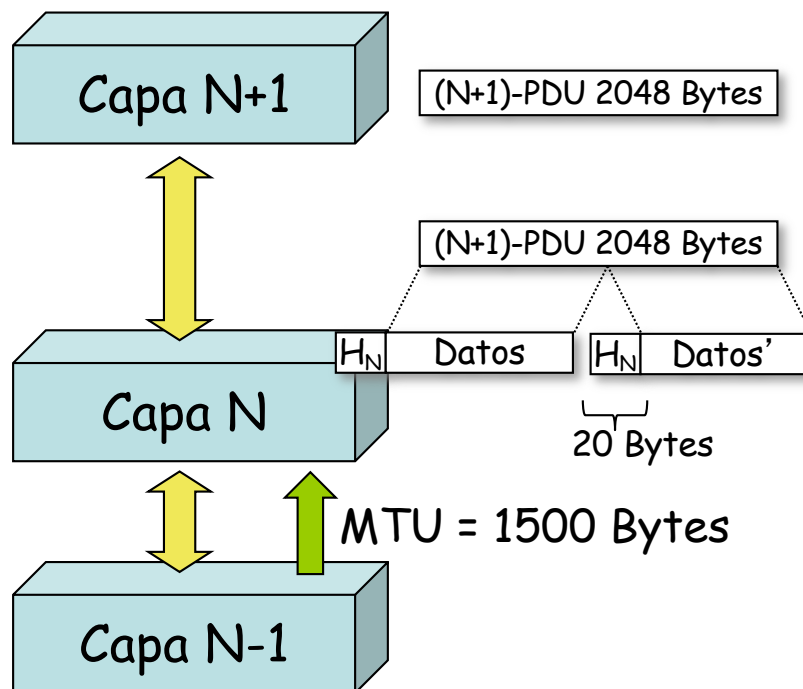 Capa N+1
(N+1)-PDU 2048 Bytes
(N+1)-PDU 2048 Bytes
HN Datos
HN Datos’
Capa N
20 Bytes
MTU = 1500 Bytes
Capa N-1